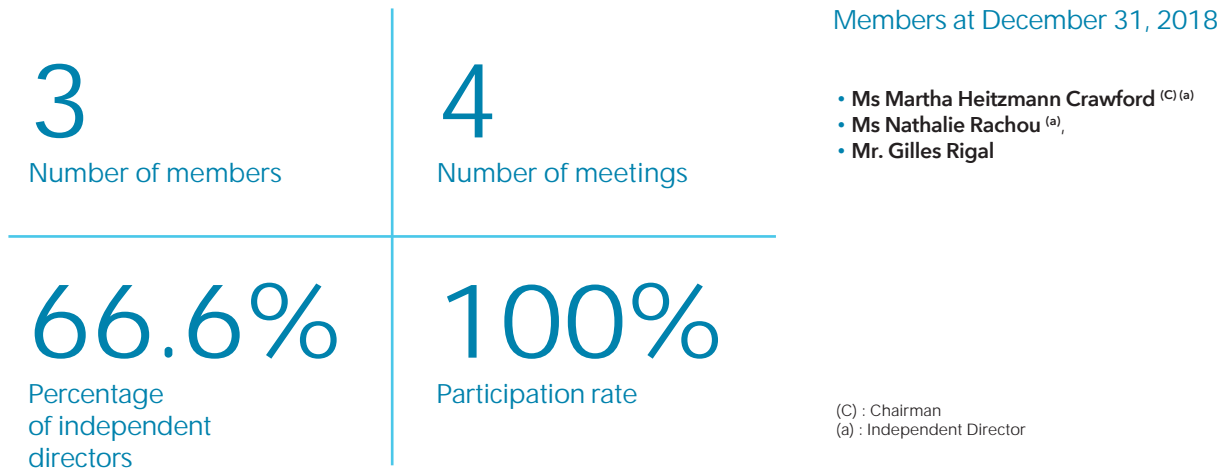 3
Number of members
4
Number of meetings
66.6%
Percentage
of independent
directors
100%
Participation rate
Members at December 31, 2018
• Ms Martha Heitzmann Crawford (C) (a)
• Ms Nathalie Rachou (a),
• Mr. Gilles Rigal
(C) : Chairman
(a) : Independent Director